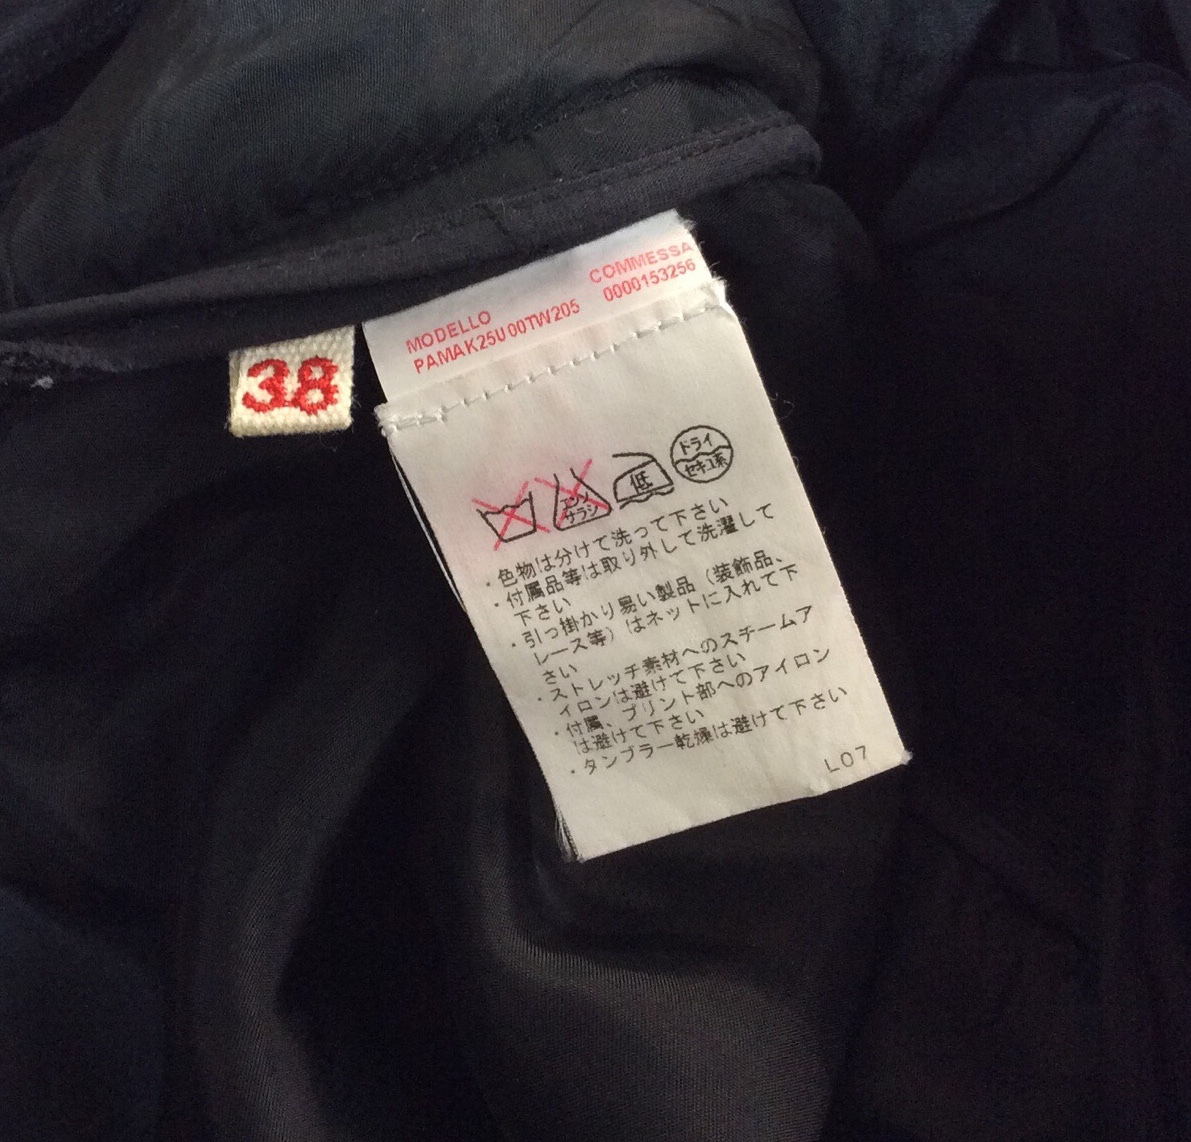 38
MODELLO
PAMAK25U00TW205
COMMESSA
0000153256
エンソ
サラシ
低
ドライ
セキユ系
・色物は分けて洗って下さい
・付属品等は取り外して洗濯して
下さい
・引っ掛かり易い製品（装飾品、
レース等）はネットに入れて下
さい
・ストレッチ素材へのスチームア
イロンは避けて下さい
・付属、プリント部へのアイロン
は避けて下さい
・タンブラー乾燥は避けて下さい
L07